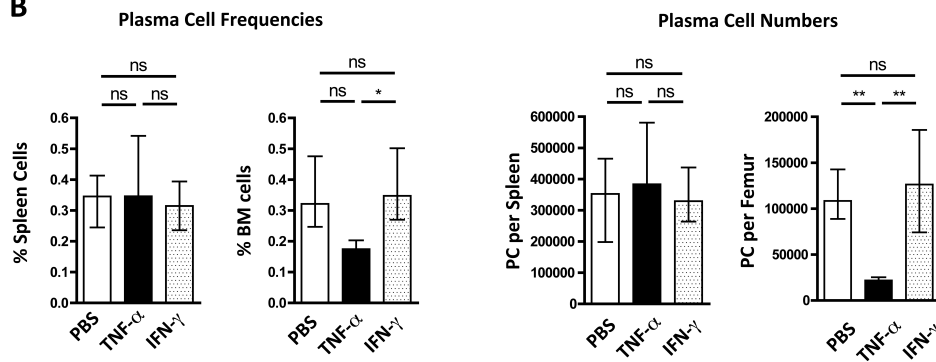 B
Plasma Cell Frequencies
Plasma Cell Numbers
ns
ns ns
% Spleen Cells
0.6
0.5
0.4
0.3
0.2
0.1
0.0
PBS
TNF-α
IFN-γ
ns
ns *
% BM cells
0.6
0.5
0.4
0.3
0.2
0.1
0.0
PBS
TNF-α
IFN-γ
ns
ns ns
PC per Spleen
600000
500000
400000
300000
200000
100000
0
PBS
TNF-α
IFN-γ
ns
** **
PC per Femur
200000
150000
100000
50000
0
PBS
TNF-α
IFN-γ